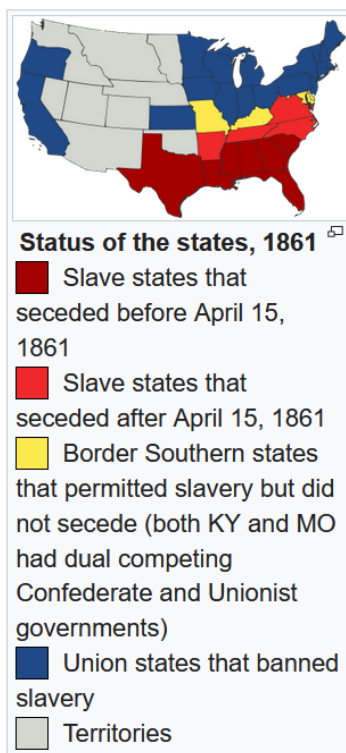 Status of the states, 1861
Slave states that
seceded before April 15,
1861
Slave states that
seceded after April 15, 1861
Border Southern states
that permitted slavery but did
not secede (both KY and MO
had dual competing
Confederate and Unionist
governments)
Union states that banned
slavery
Territories